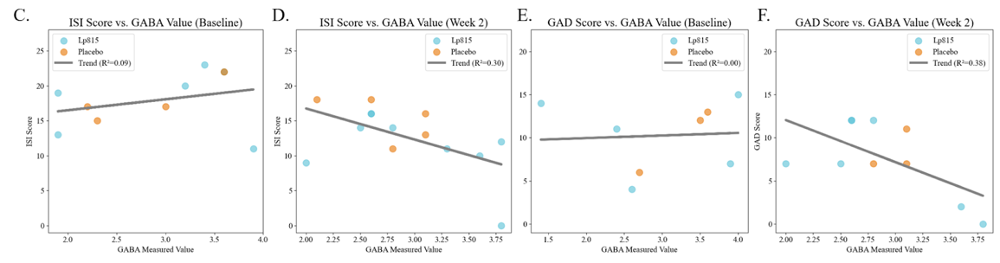 C.
ISI Score vs. GABA Value (Baseline)
Lp815
Placebo
Trend (R²=0.09)
25
20
15
10
5
0
ISI Score
2.0 2.5 3.0 3.5 4.0
GABA Measured Value
D.
ISI Score vs. GABA Value (Week 2)
Lp815
Placebo
Trend (R²=0.30)
25
20
15
10
5
0
ISI Score
2.00 2.25 2.50 2.75 3.00 3.25 3.50 3.75
GABA Measured Value
E.
GAD Score vs. GABA Value (Baseline)
Lp815
Placebo
Trend (R²=0.00)
20
15
10
5
0
GAD Score
1.5 2.0 2.5 3.0 3.5 4.0
GABA Measured Value
F.
GAD Score vs. GABA Value (Week 2)
Lp815
Placebo
Trend (R²=0.38)
20
15
10
5
0
GAD Score
2.00 2.25 2.50 2.75 3.00 3.25 3.50 3.75
GABA Measured Value